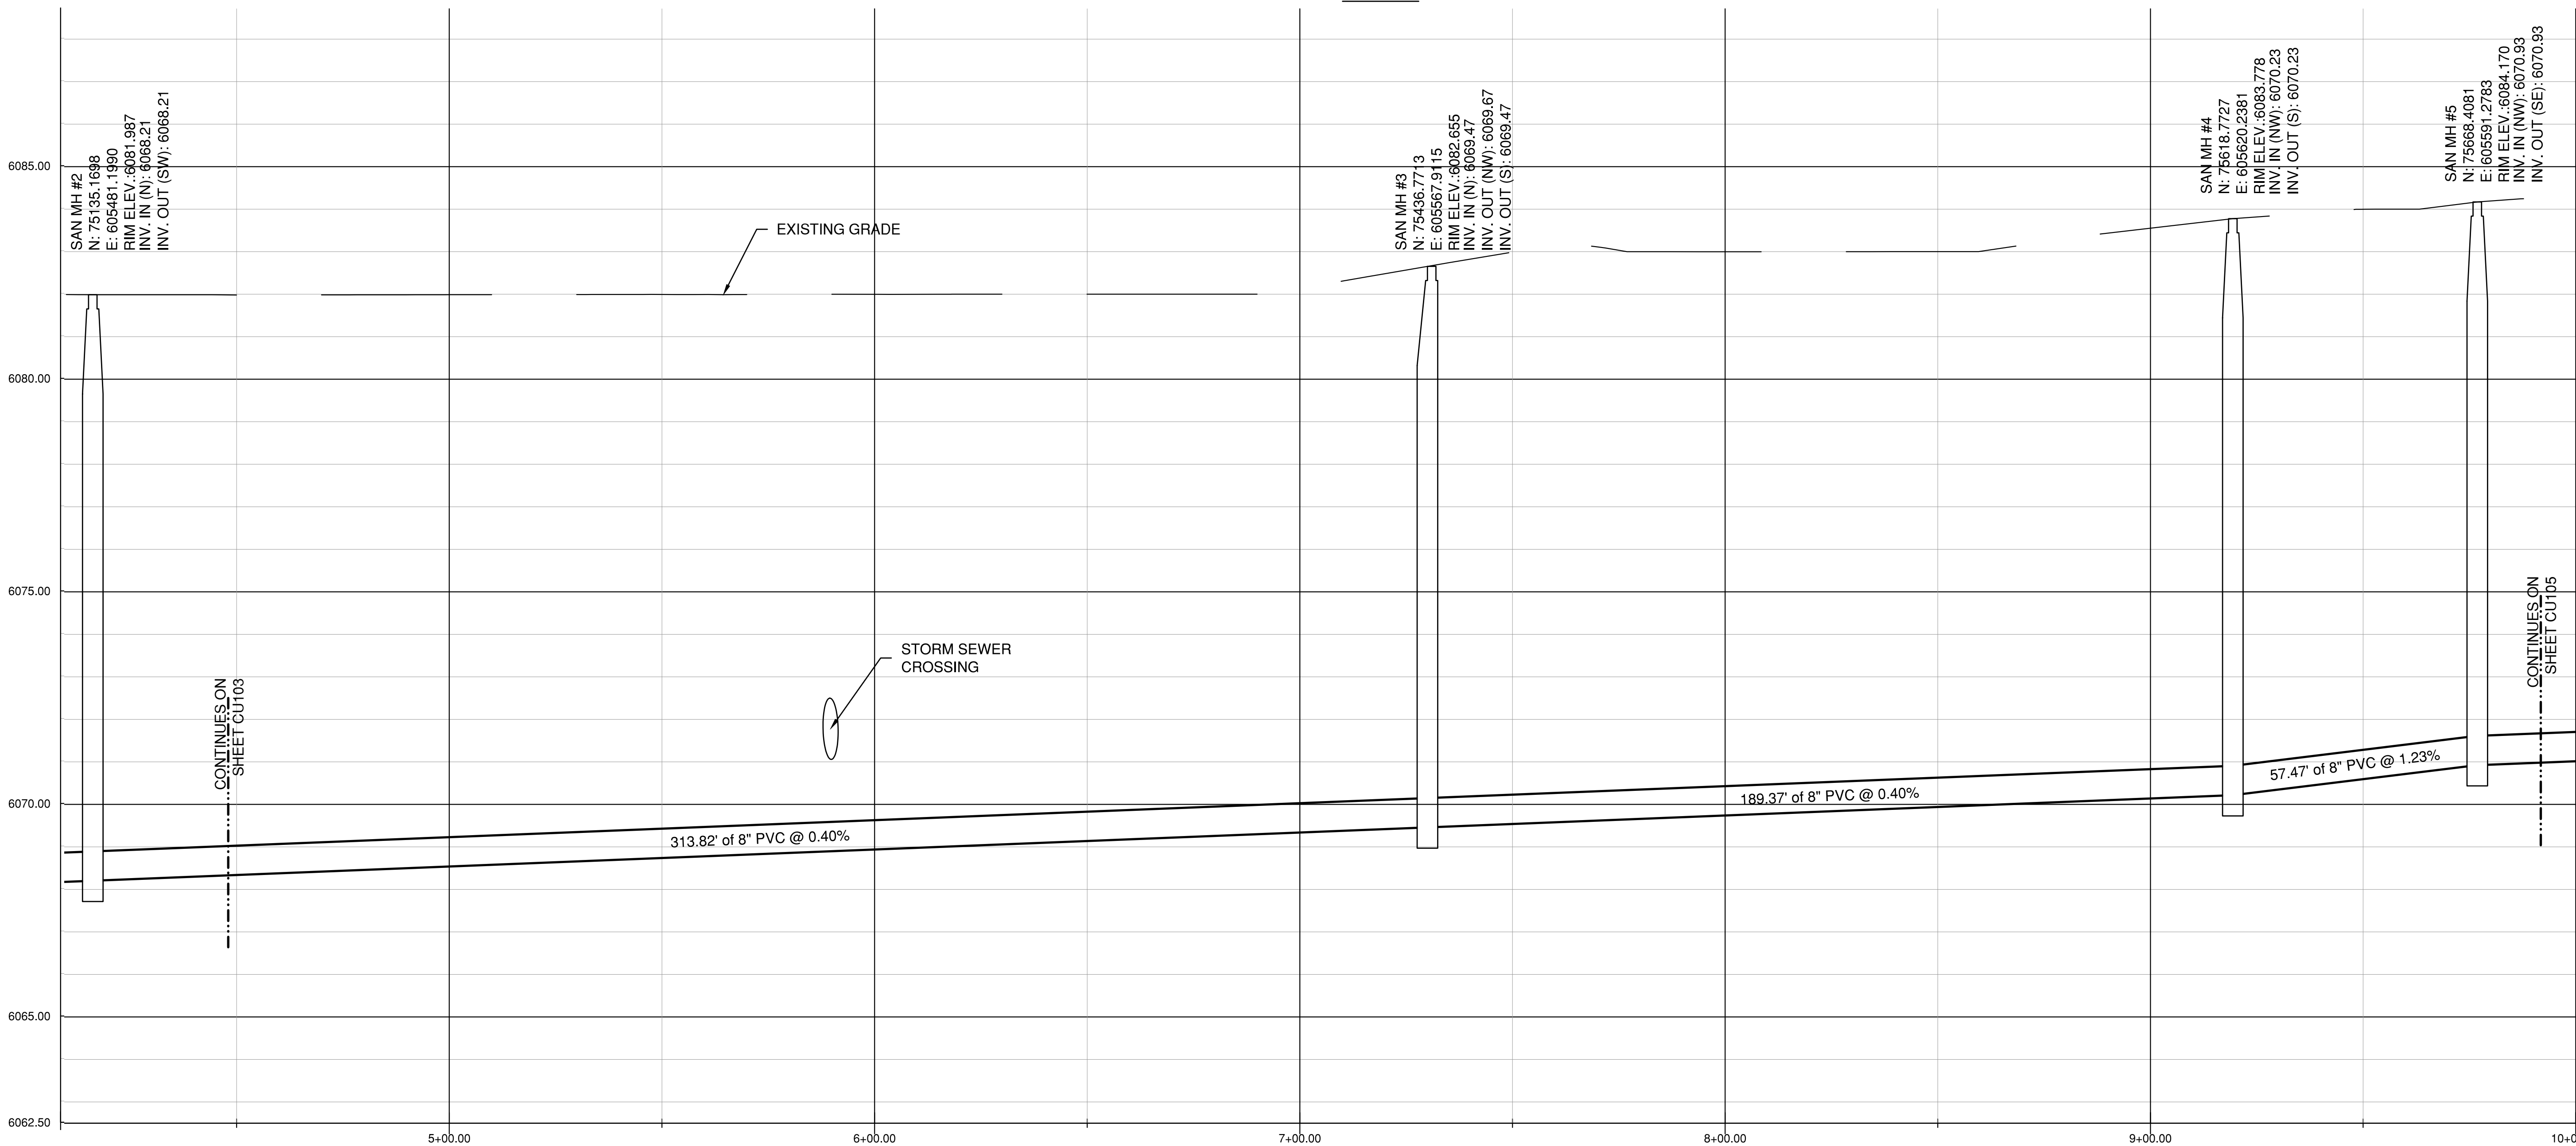 SAN MH #2
N: 75135.1698
E: 605481.1990
RIM ELEV.:6081.987
INV. IN (N): 6068.21
INV. OUT (SW): 6068.21
SAN MH #3
N: 75436.7713
E: 605567.9115
RIM ELEV.:6082.655
INV. IN (N): 6069.47
INV. OUT (NW): 6069.67
INV. OUT (S): 6069.47
SAN MH #4
N: 75618.7727
E: 605620.2381
RIM ELEV.:6083.778
INV. IN (NW): 6070.23
INV. OUT (S): 6070.23
SAN MH #5
N: 75668.4081
E: 605591.2783
RIM ELEV.:6084.170
INV. IN (NW): 6070.93
INV. OUT (SE): 6070.93
EXISTING GRADE
STORM SEWER
CROSSING
CONTINUES ON
SHEET CU103
CONTINUES ON
SHEET CU105
313.82' of 8" PVC @ 0.40%
189.37' of 8" PVC @ 0.40%
57.47' of 8" PVC @ 1.23%
6085.00
6080.00
6075.00
6070.00
6065.00
6062.50
5+00.00
6+00.00
7+00.00
8+00.00
9+00.00